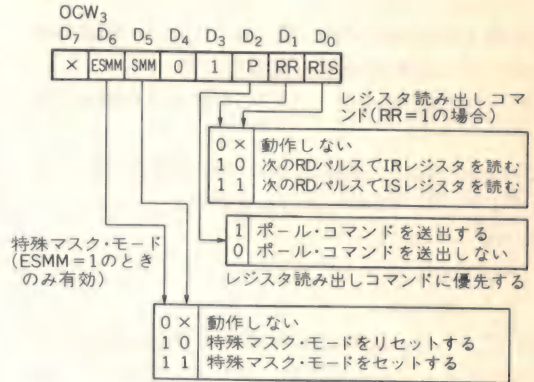 OCW₃
D₇ D₆ D₅ D₄ D₃ D₂ D₁ D₀
× ESMM SMM 0 1 P RR RIS
レジスタ読み出しコマ
ンド(RR=1の場合)
0 × 動作しない
1 0 次のRDパルスでIRレジスタを読む
1 1 次のRDパルスでISレジスタを読む
1 ポール・コマンドを送出する
0 ポール・コマンドを送出しない
レジスタ読み出しコマンドに優先する
特殊マスク・モード
(ESMM=1のとき
のみ有効)
0 × 動作しない
1 0 特殊マスク・モードをリセットする
1 1 特殊マスク・モードをセットする